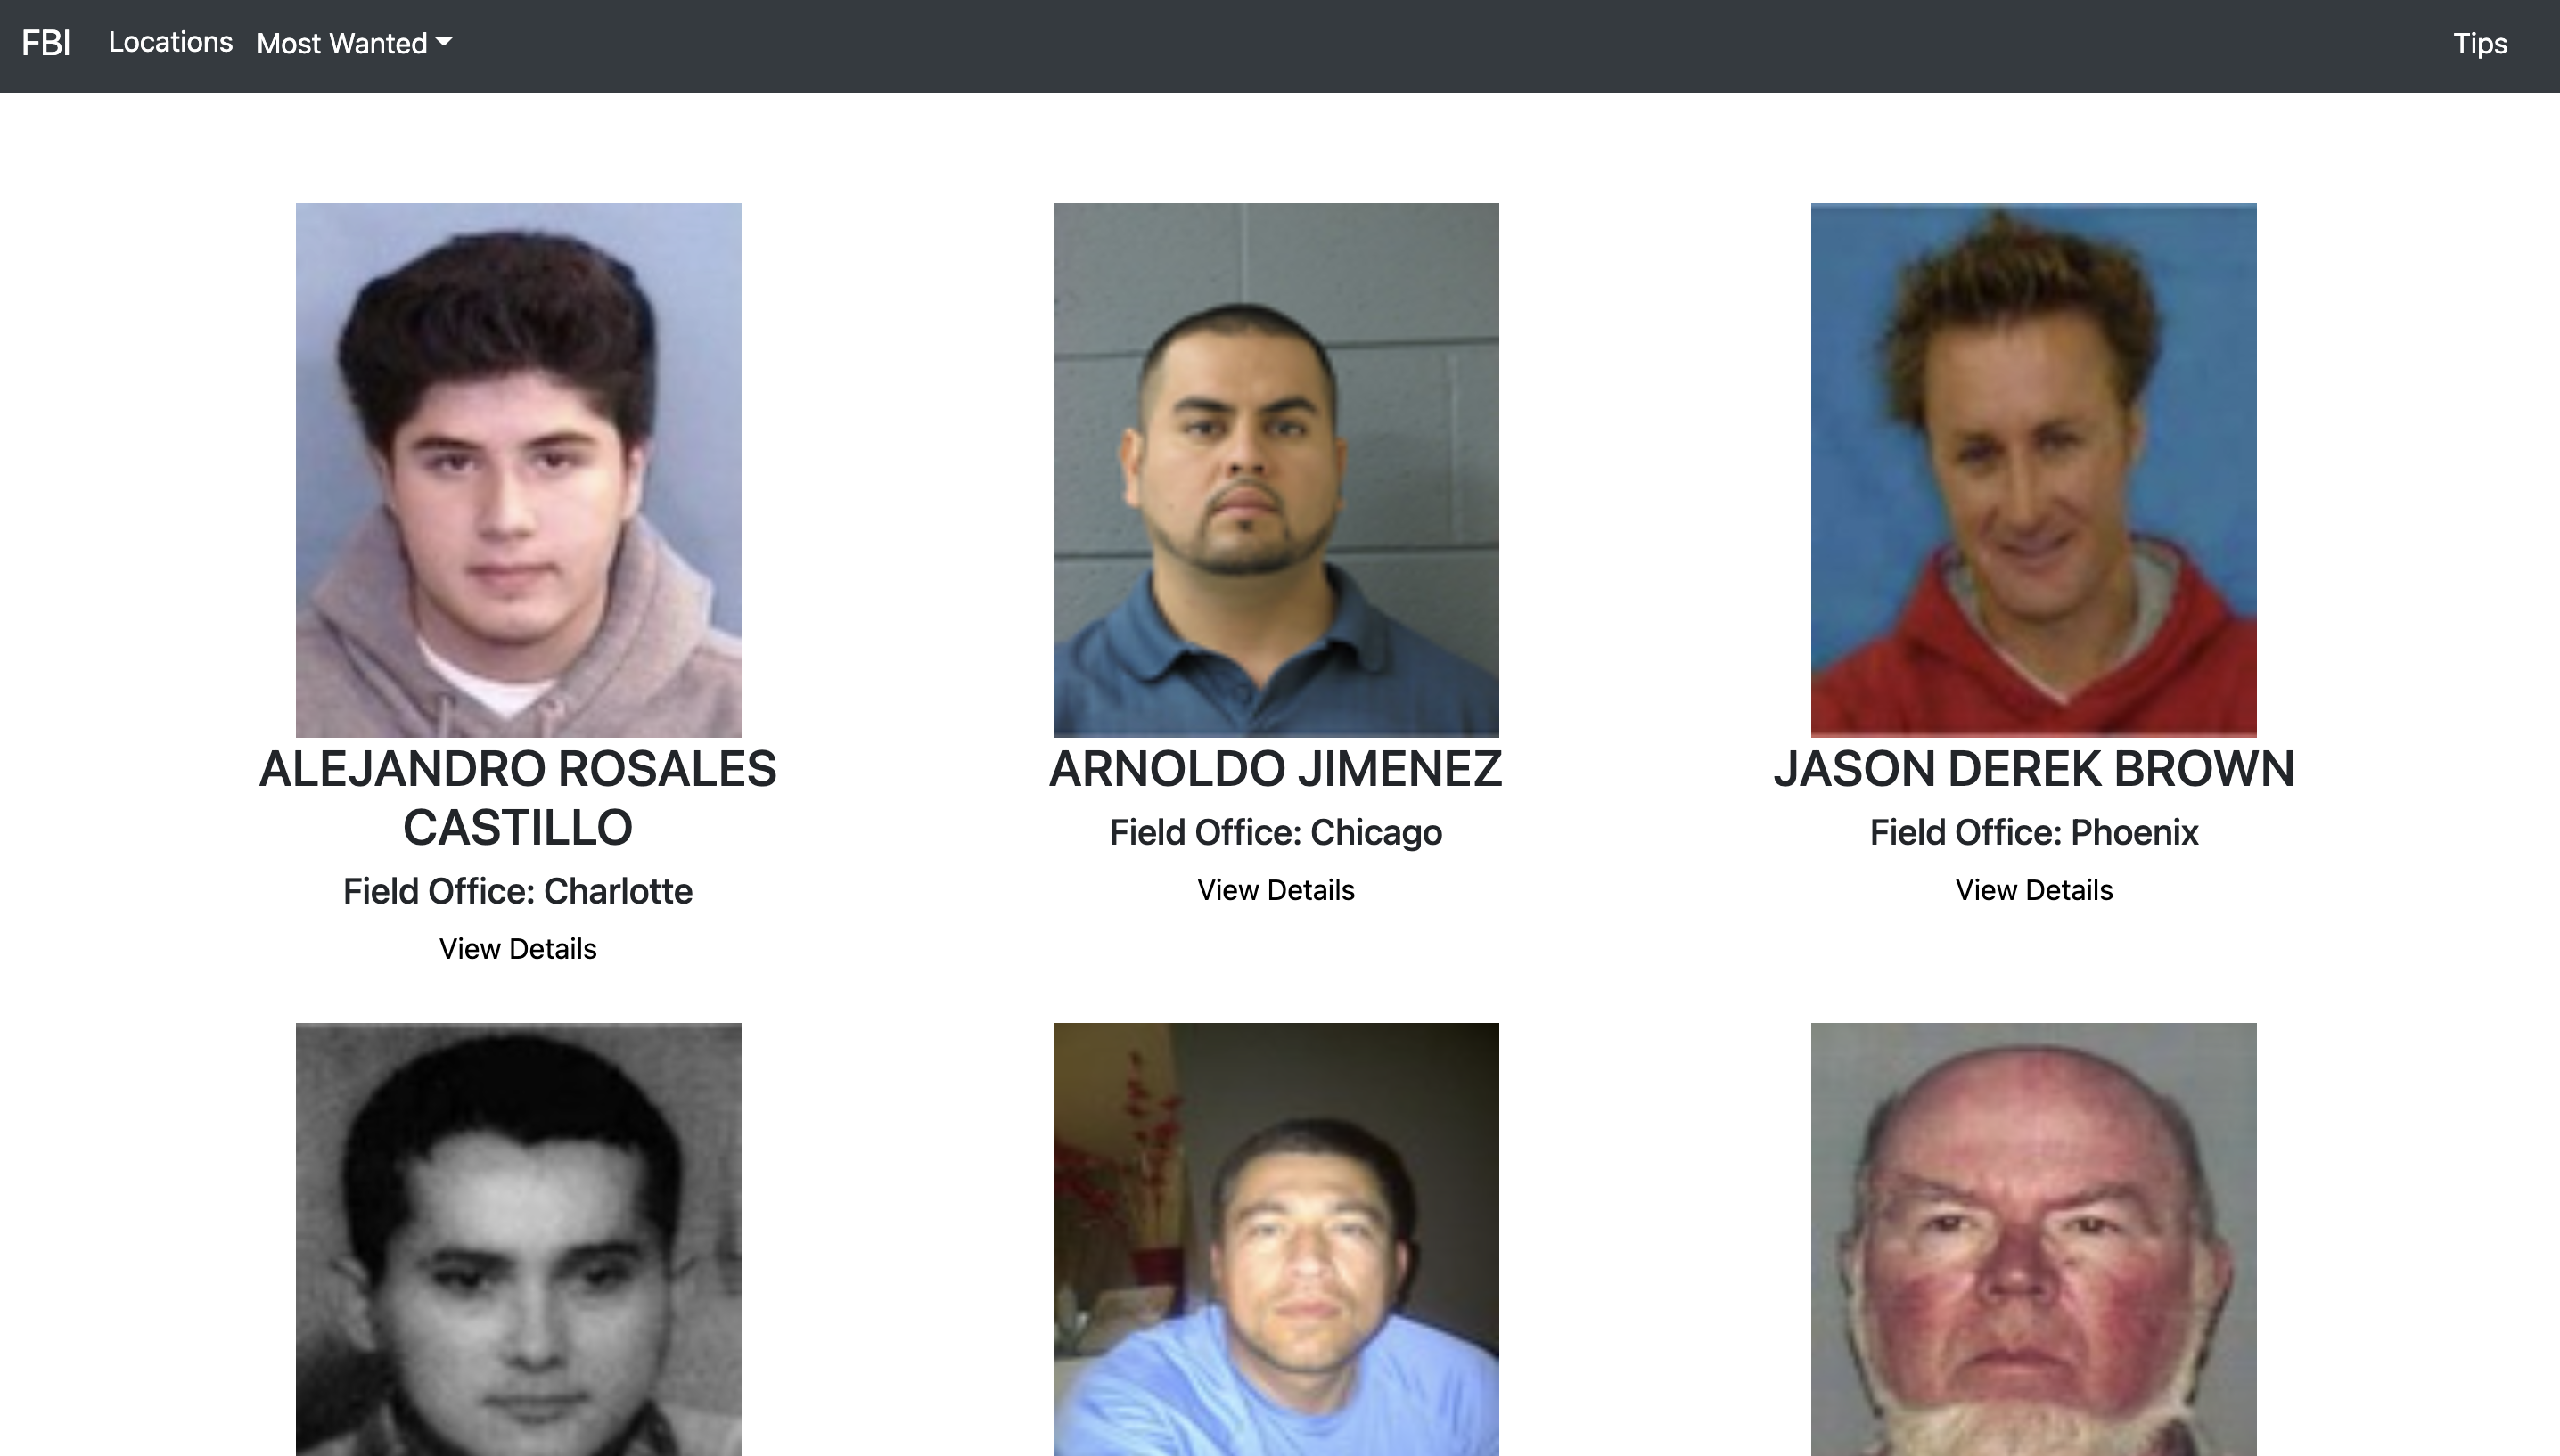 FBI Locations Most Wanted Tips
ALEJANDRO ROSALES
CASTILLO
Field Office: Charlotte
View Details
ARNOLDO JIMENEZ
Field Office: Chicago
View Details
JASON DEREK BROWN
Field Office: Phoenix
View Details